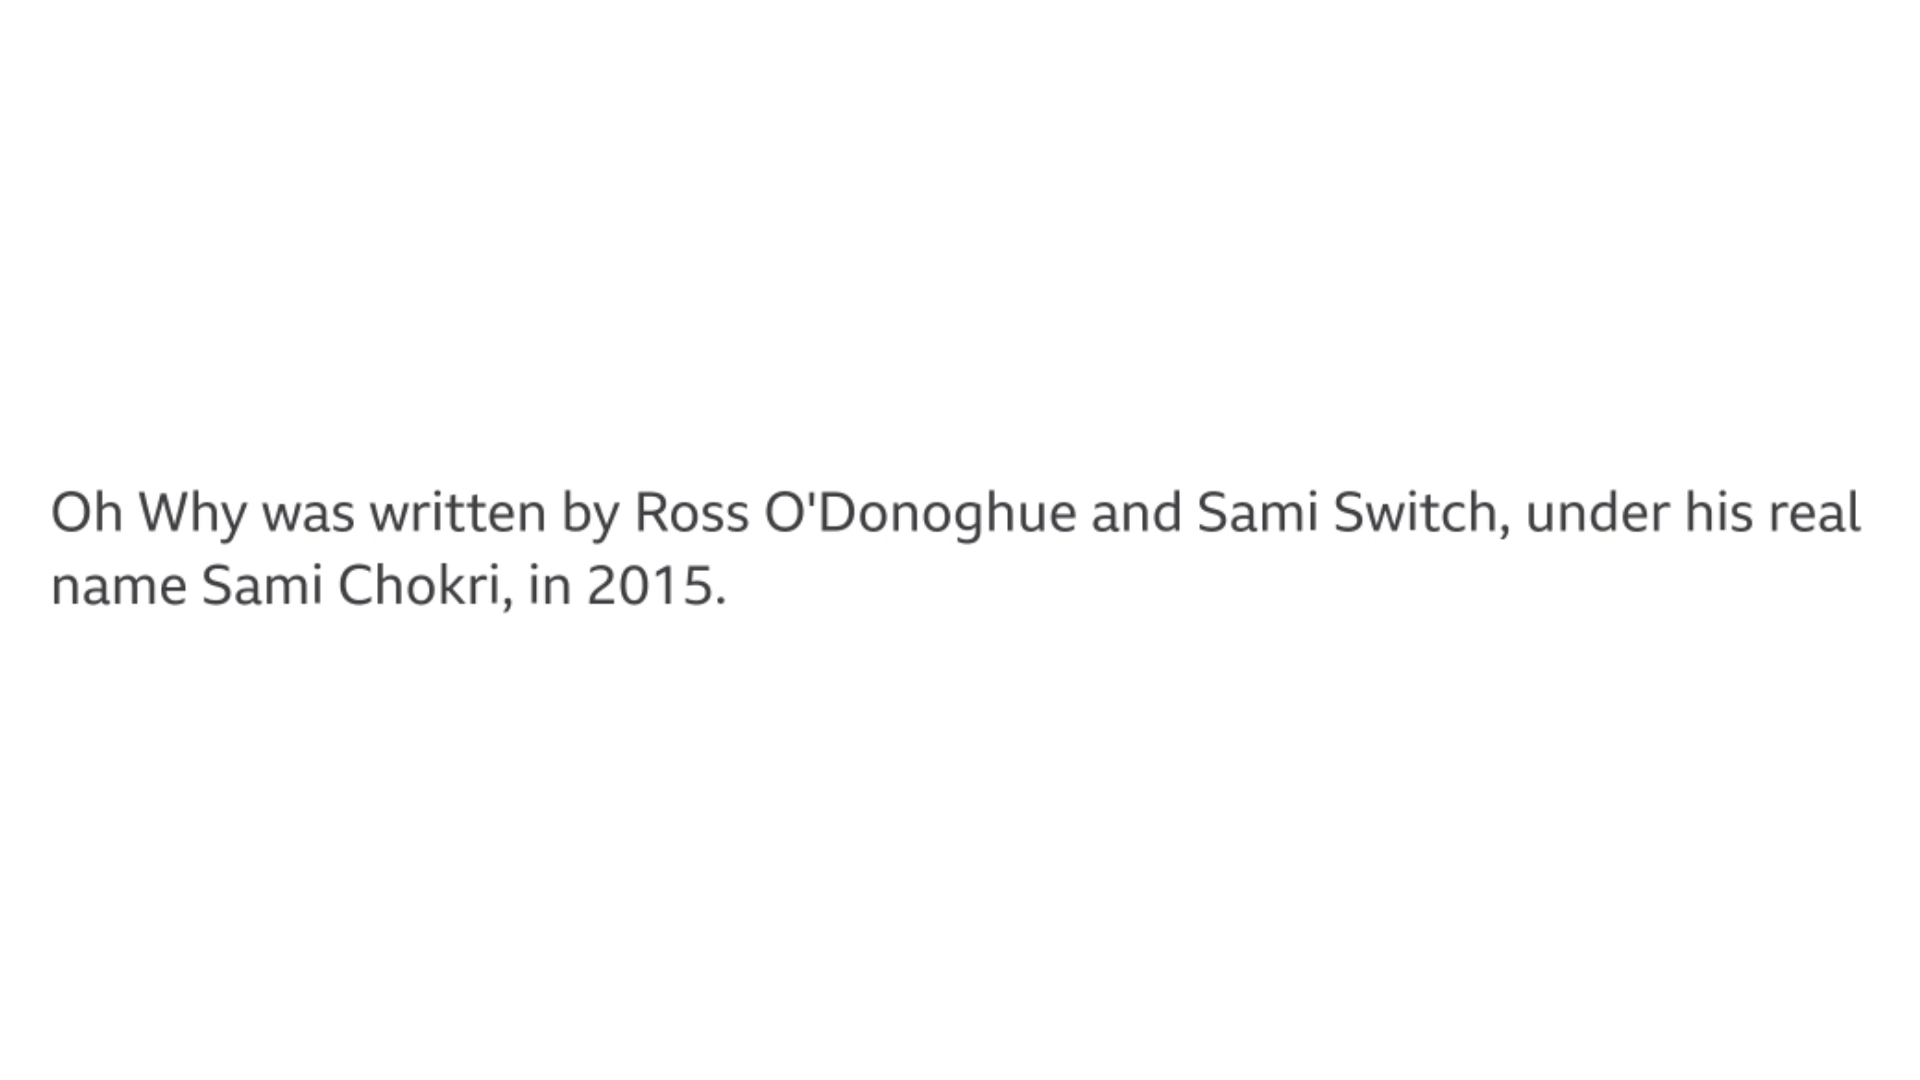 Oh Why was written by Ross O'Donoghue and Sami Switch, under his real
name Sami Chokri, in 2015.